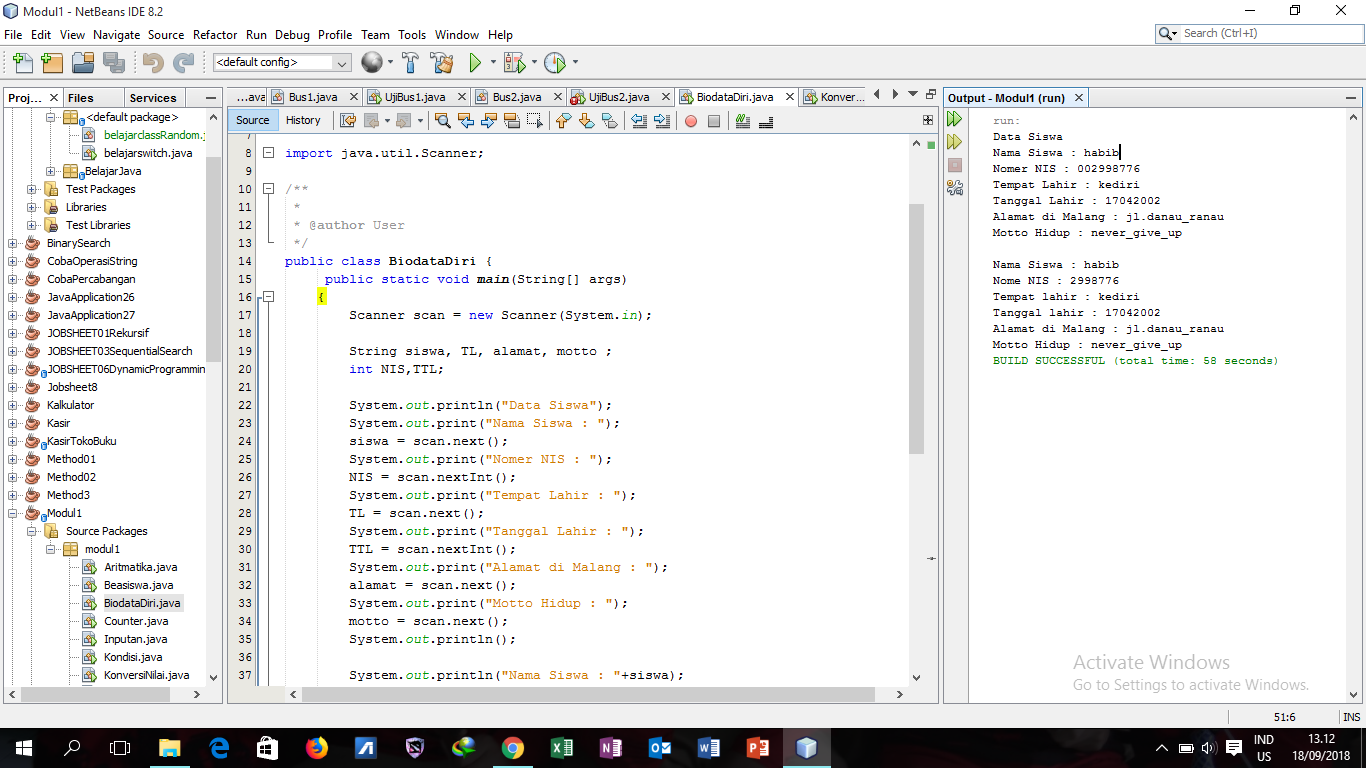 Modul1 - NetBeans IDE 8.2
File Edit View Navigate Source Refactor Run Debug Profile Team Tools Window Help
Search (Ctrl+I)
<default config>
Proj... Files Services
<default package>
belajarclassRandom.j
belajarswitch.java
BelajarJava
Test Packages
Libraries
Test Libraries
BinarySearch
CobaOperasiString
CobaPercabangan
JavaApplication26
JavaApplication27
JOBSHEET01Rekursif
JOBSHEET03SequentialSearch
JOBSHEET06DynamicProgrammin
Jobsheet8
Kalkulator
Kasir
KasirTokoBuku
Method01
Method02
Method3
Modul1
Source Packages
modul1
Aritmatika.java
Beasiswa.java
BiodataDiri.java
Counter.java
Inputan.java
Kondisi.java
KonversiNilai.java
...ava Bus1.java UjiBus1.java Bus2.java UjiBus2.java BiodataDiri.java Konver...
Source History
7
8 import java.util.Scanner;
9
10 /**
11 *
12 * @author User
13 */
14 public class BiodataDiri {
15 public static void main(String[] args)
16 {
17 Scanner scan = new Scanner(System.in);
18
19 String siswa, TL, alamat, motto ;
20 int NIS,TTL;
21
22 System.out.println("Data Siswa");
23 System.out.print("Nama Siswa : ");
24 siswa = scan.next();
25 System.out.print("Nomer NIS : ");
26 NIS = scan.nextInt();
27 System.out.print("Tempat Lahir : ");
28 TL = scan.next();
29 System.out.print("Tanggal Lahir : ");
30 TTL = scan.nextInt();
31 System.out.print("Alamat di Malang : ");
32 alamat = scan.next();
33 System.out.print("Motto Hidup : ");
34 motto = scan.next();
35 System.out.println();
36
37 System.out.println("Nama Siswa : "+siswa);
Output - Modul1 (run)
run:
Data Siswa
Nama Siswa : habib
Nomer NIS : 002998776
Tempat Lahir : kediri
Tanggal Lahir : 17042002
Alamat di Malang : jl.danau_ranau
Motto Hidup : never_give_up
Nama Siswa : habib
Nome NIS : 2998776
Tempat lahir : kediri
Tanggal lahir : 17042002
Alamat di Malang : jl.danau_ranau
Motto Hidup : never_give_up
BUILD SUCCESSFUL (total time: 58 seconds)
Activate Windows
Go to Settings to activate Windows.
51:6 INS
IND 13.12
US 18/09/2018